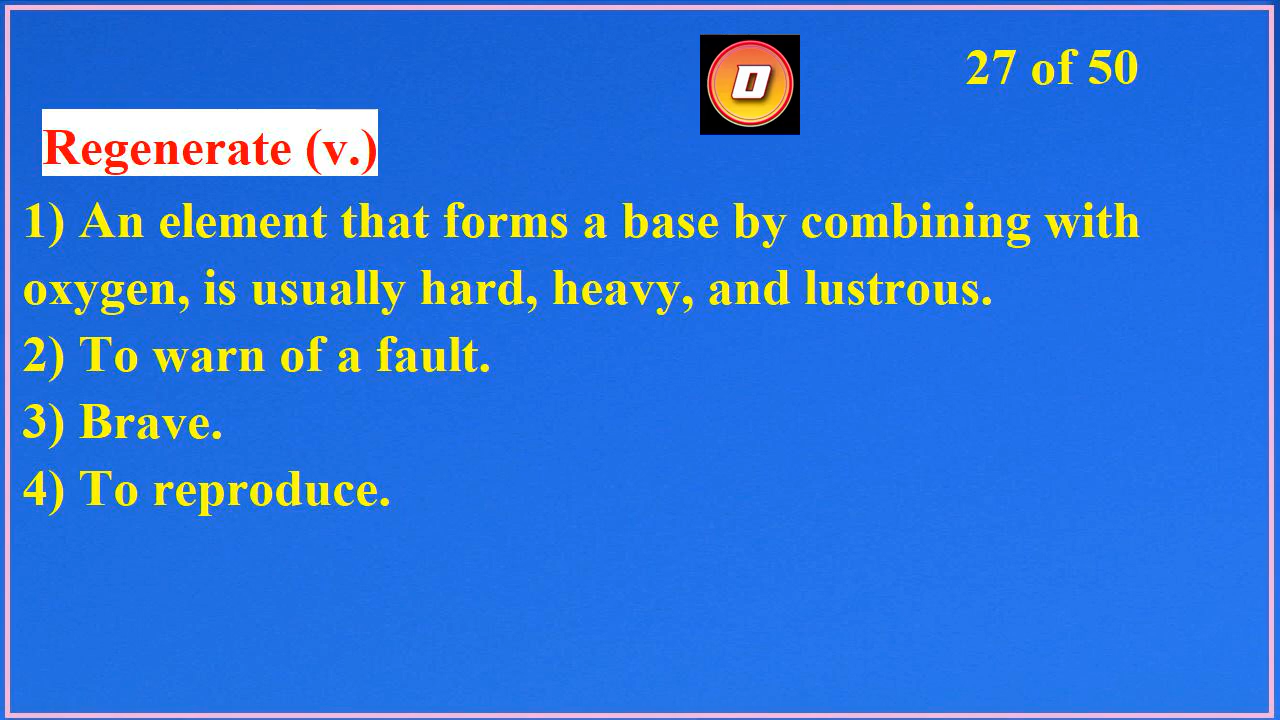 27 of 50
0
Regenerate (v.)
1) An element that forms a base by combining with
oxygen, is usually hard, heavy, and lustrous.
2) To warn of a fault.
3) Brave.
4) To reproduce.